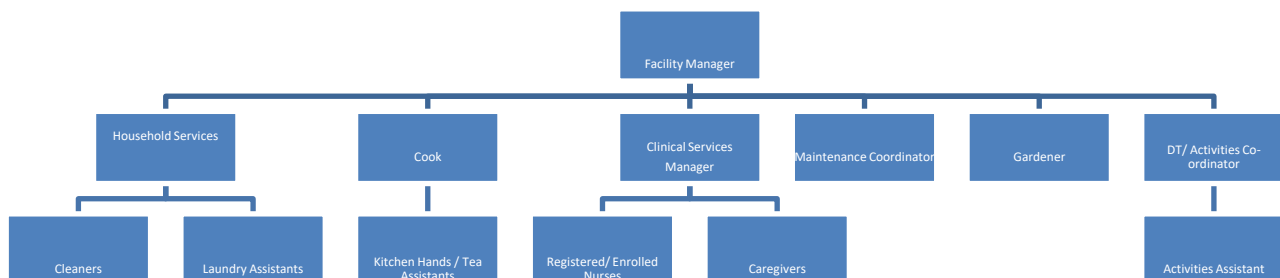 Facility Manager
Household Services
Cook
Clinical Services
Manager
Maintenance Coordinator
Gardener
DT/ Activities Co-
ordinator
Cleaners
Laundry Assistants
Kitchen Hands / Tea
Assistants
Registered/ Enrolled
Nurses
Caregivers
Activities Assistant